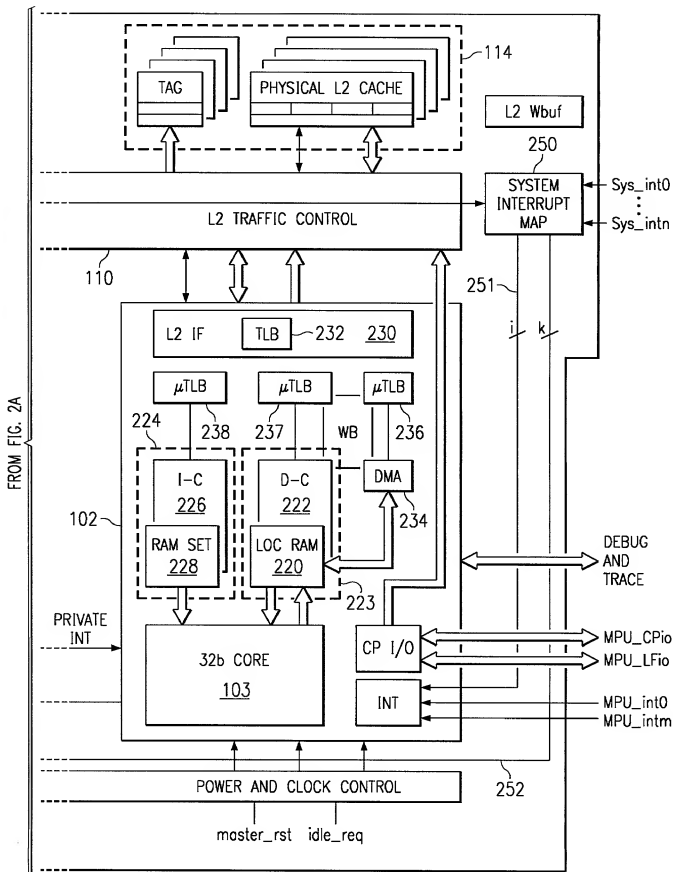 114
TAG
PHYSICAL L2 CACHE
L2 Wbuf
250
SYSTEM
INTERRUPT
MAP
Sys_int0
Sys_intn
L2 TRAFFIC CONTROL
110
251
i
k
L2 IF
TLB
232
230
μTLB
μTLB
μTLB
224
238
237
WB
236
I-C
226
D-C
222
DMA
234
102
RAM SET
228
LOC RAM
220
223
FROM FIG. 2A
DEBUG
AND
TRACE
PRIVATE
INT
32b CORE
103
CP I/O
MPU_CPio
MPU_LFio
INT
MPU_int0
MPU_intm
252
POWER AND CLOCK CONTROL
master_rst
idle_req